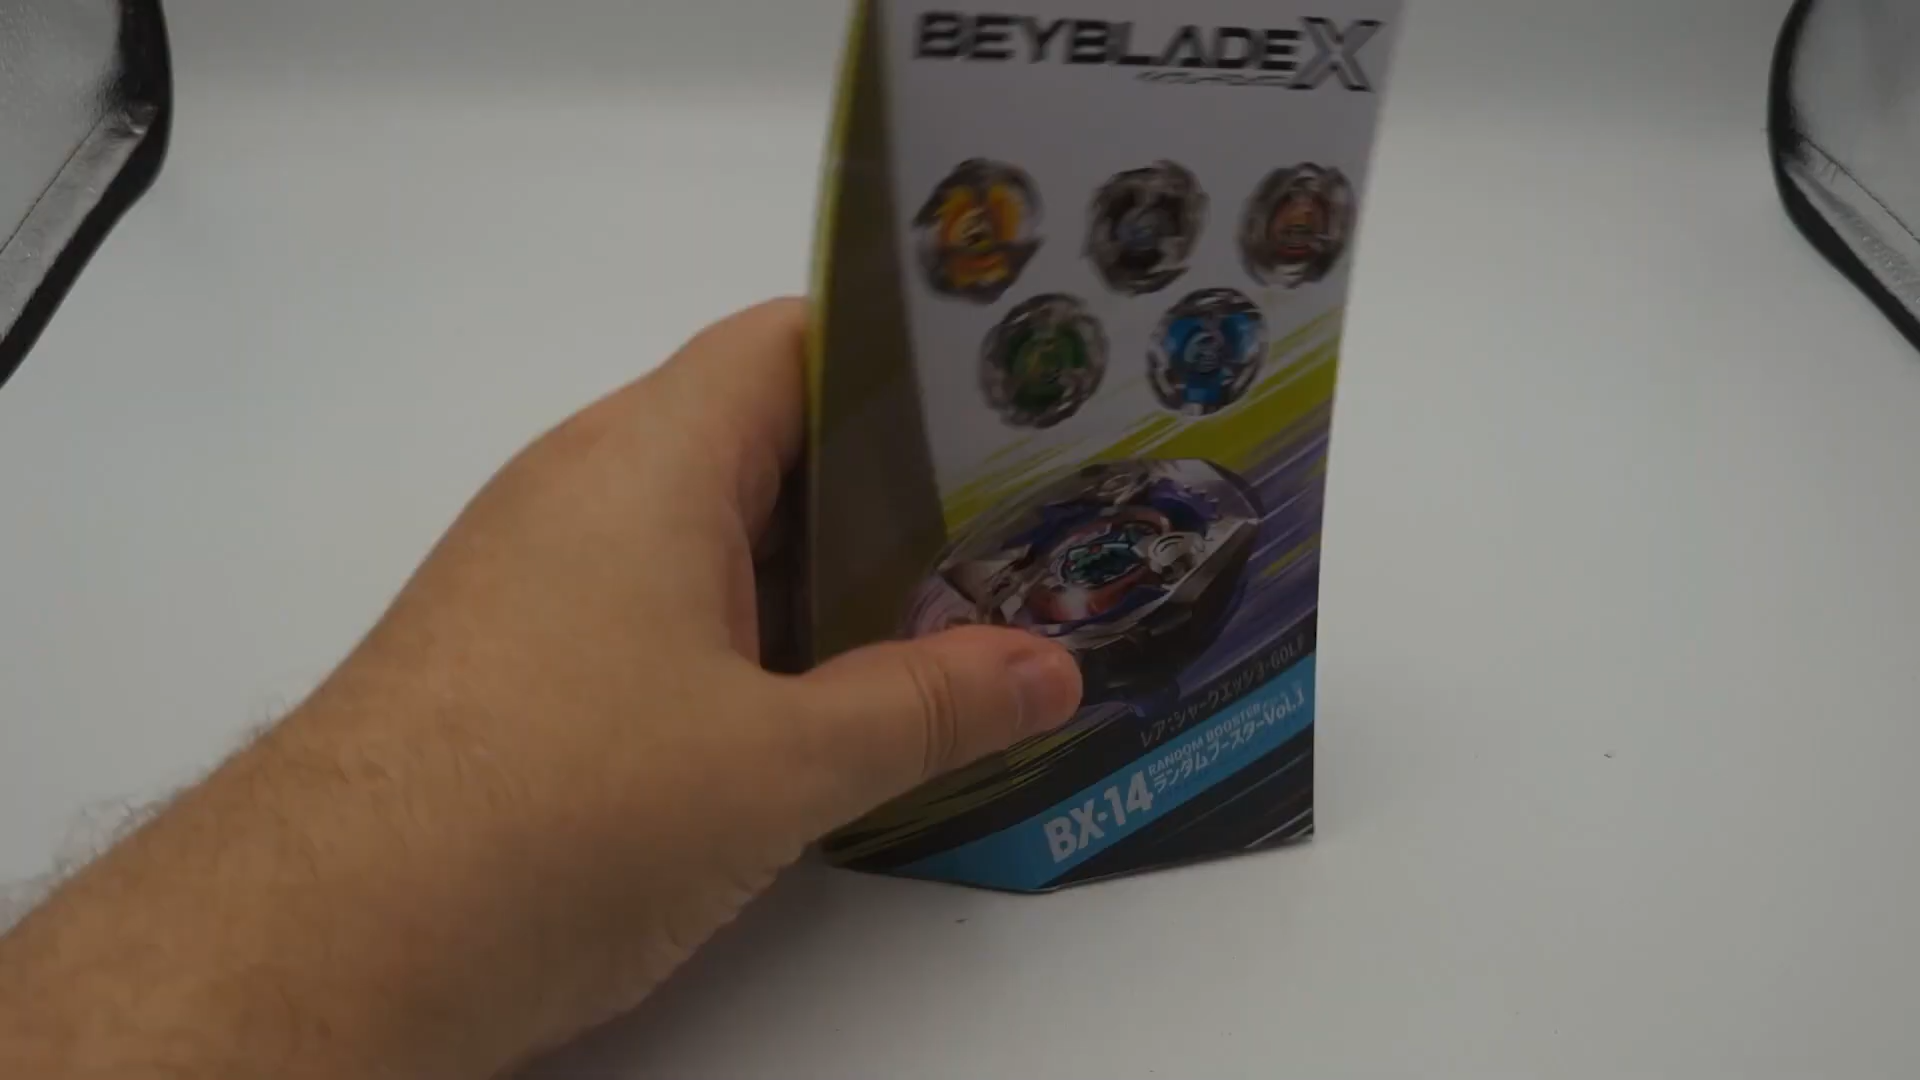 BEYBLADE X
レア:シャークエッジ3-60LF
RANDOM BOOSTER
ランダムブースターVol.1
BX-14